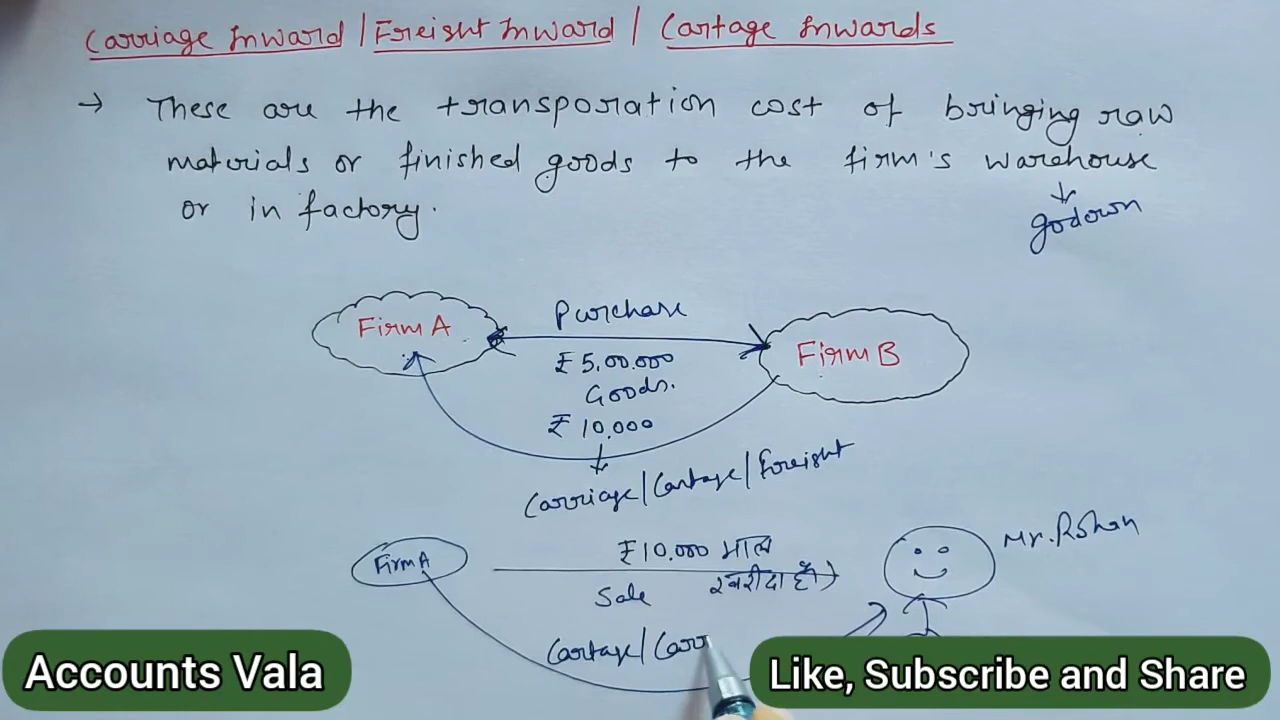 Carriage Inward / Freight Inward / Cartage Inwards
→ These are the transporation cost of bringing raw
materials or finished goods to the firm's warehouse
or in factory.
godown
Firm A
Purchase
₹ 5,00,000
Goods.
₹ 10,000
Firm B
Carriage / Cartage / Freight
Firm A
₹ 10,000 माल
Sale खरीदा है
Mr. Rshan
Cartage / Carr
Accounts Vala
Like, Subscribe and Share